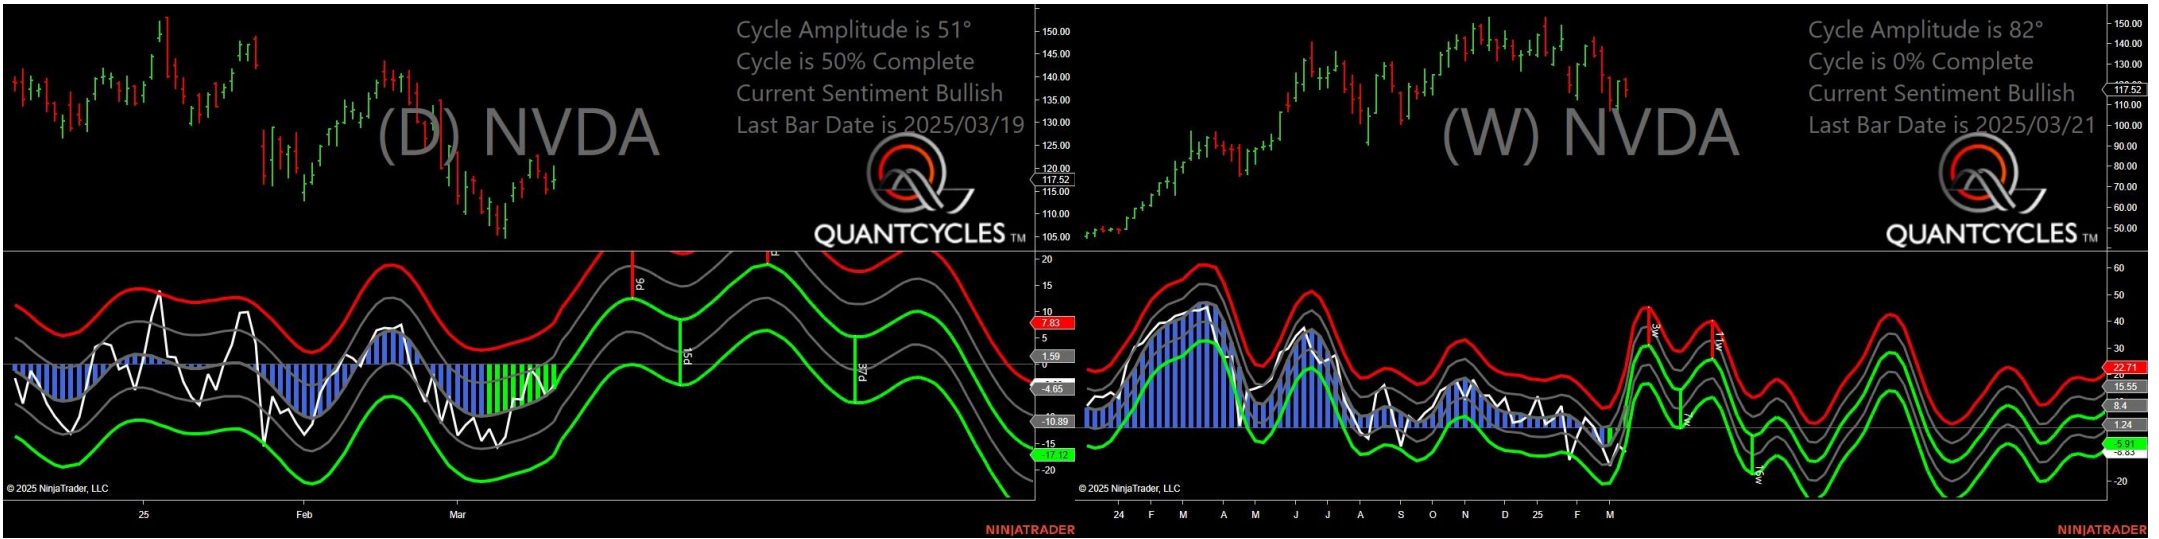 Cycle Amplitude is 51°
Cycle is 50% Complete
Current Sentiment Bullish
Last Bar Date is 2025/03/19
(D) NVDA
QUANTCYCLES TM
150.00
145.00
140.00
135.00
130.00
125.00
120.00
117.52
115.00
110.00
105.00
20
15
10
7.83
5
1.59
0
-4.65
-10.89
-15
-17.12
-20
9d
15d
37d
© 2025 NinjaTrader, LLC
25 Feb Mar
NINJATRADER
Cycle Amplitude is 82°
Cycle is 0% Complete
Current Sentiment Bullish
Last Bar Date is 2025/03/21
(W) NVDA
QUANTCYCLES TM
150.00
140.00
130.00
117.52
110.00
100.00
90.00
80.00
70.00
60.00
50.00
60
50
40
30
22.71
15.55
8.4
1.24
-5.91
-8.83
-20
3w
11w
7w
16w
© 2025 NinjaTrader, LLC
24 F M A M J J A S O N D 25 F M
NINJATRADER